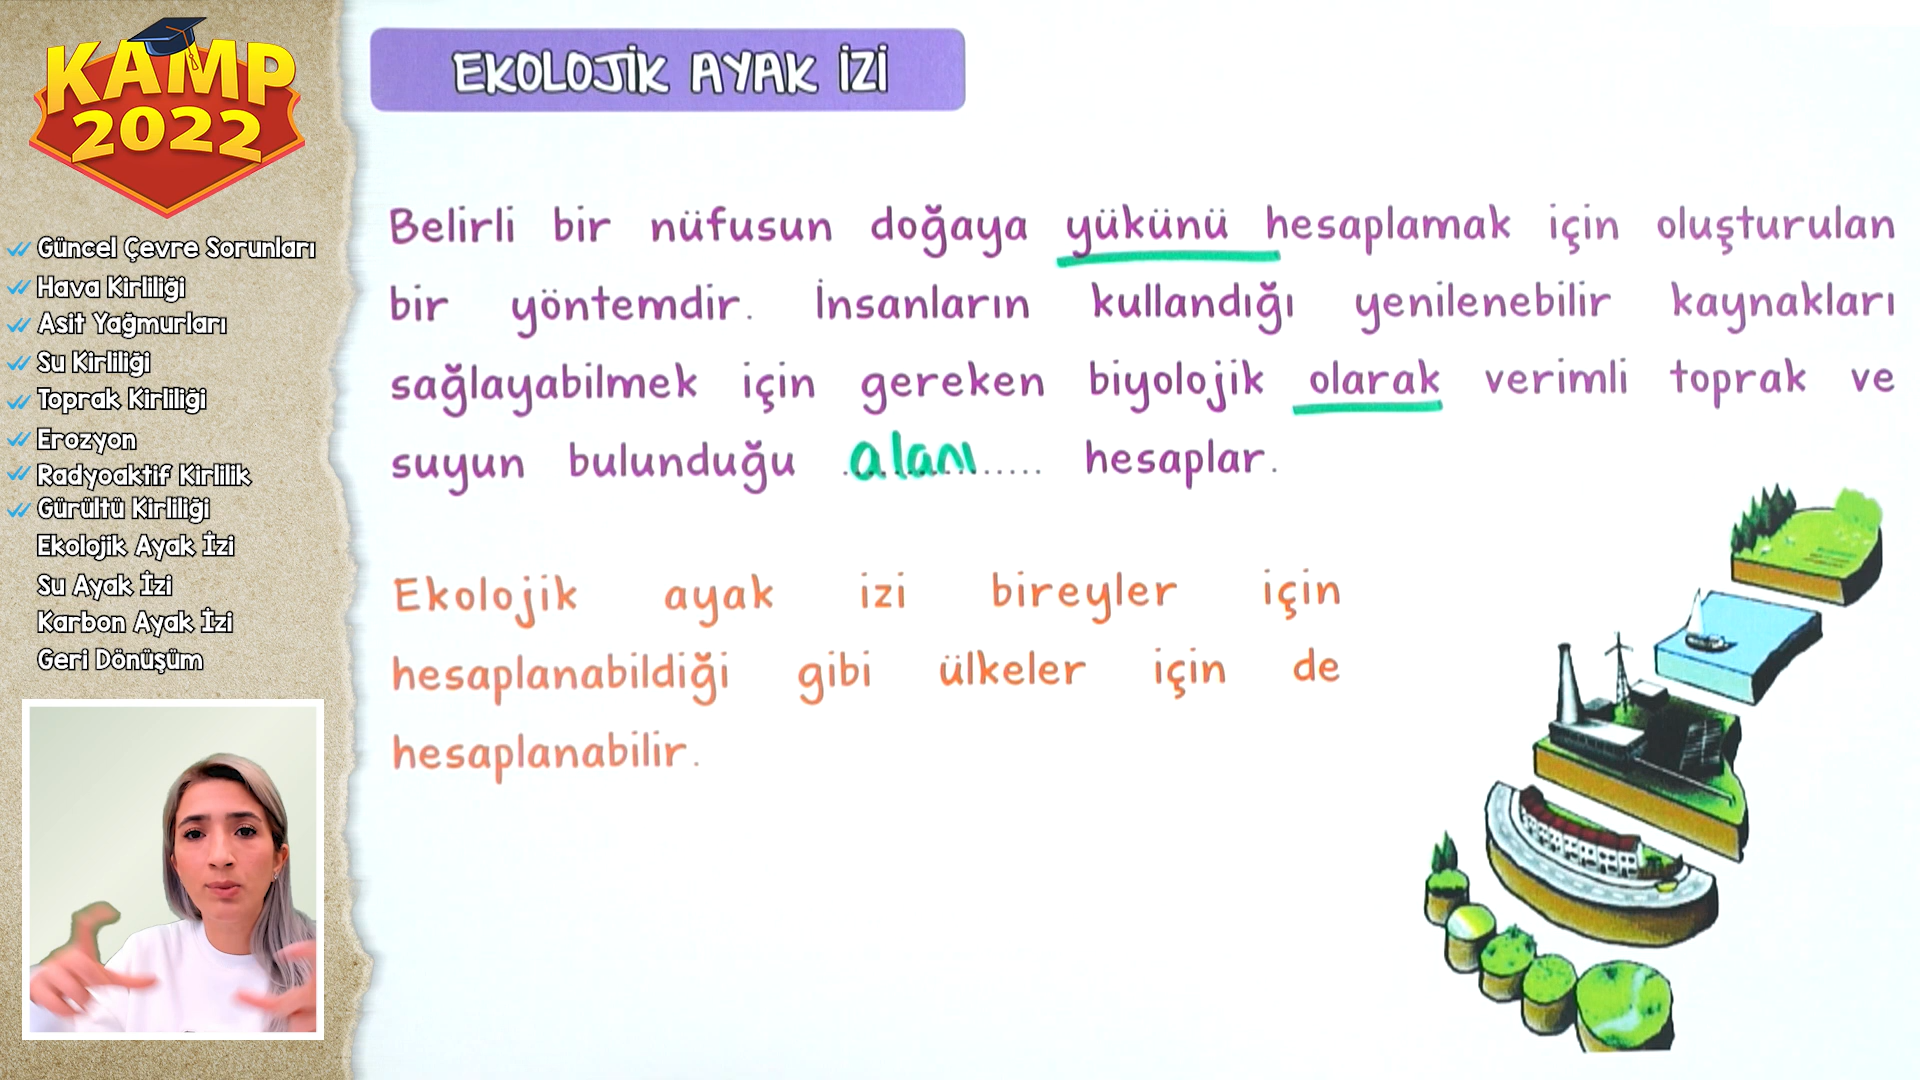 KAMP
2022
Güncel Çevre Sorunları
Hava Kirliliği
Asit Yağmurları
Su Kirliliği
Toprak Kirliliği
Erozyon
Radyoaktif Kirlilik
Gürültü Kirliliği
Ekolojik Ayak İzi
Su Ayak İzi
Karbon Ayak İzi
Geri Dönüşüm
EKOLOJİK AYAK İZİ
Belirli bir nüfusun doğaya yükünü hesaplamak için oluşturulan
bir yöntemdir. İnsanların kullandığı yenilenebilir kaynakları
sağlayabilmek için gereken biyolojik olarak verimli toprak ve
suyun bulunduğu alanı..... hesaplar.
Ekolojik ayak izi bireyler için
hesaplanabildiği gibi ülkeler için de
hesaplanabilir.